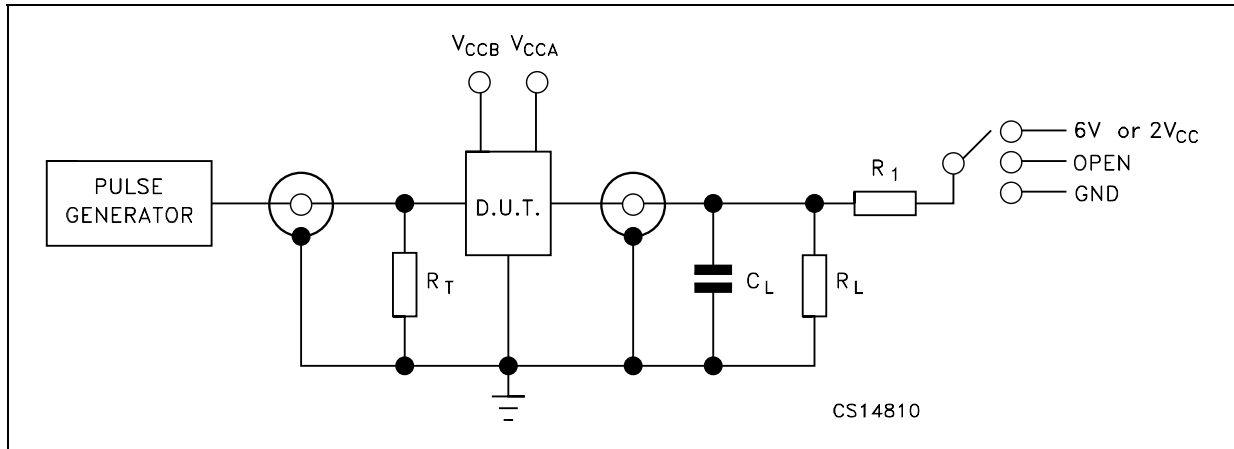 VCCB VCCA
6V or 2VCC
OPEN
GND
R1
PULSE
GENERATOR
D.U.T.
RT
CL
RL
CS14810